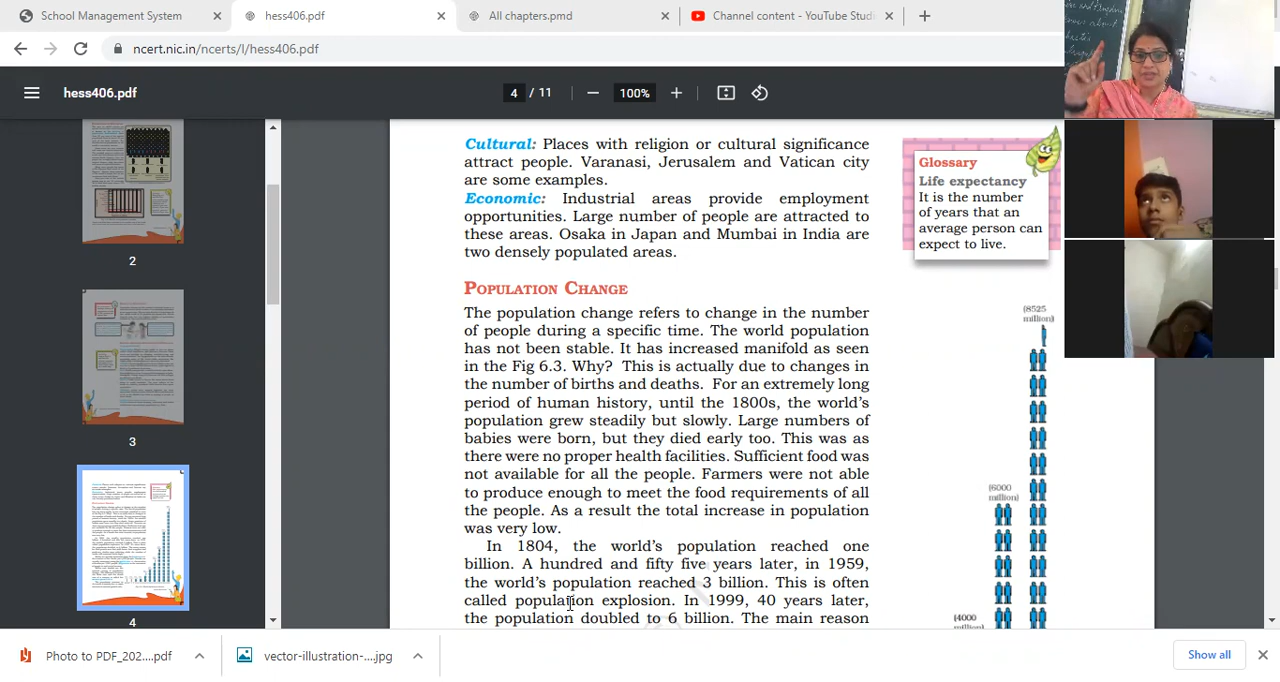 School Management System
hess406.pdf
All chapters.pmd
Channel content - YouTube Studi
ncert.nic.in/ncerts/l/hess406.pdf
hess406.pdf
4 / 11
100%
2
3
4
Cultural: Places with religion or cultural significance
attract people. Varanasi, Jerusalem and Vatican city
are some examples.
Economic: Industrial areas provide employment
opportunities. Large number of people are attracted to
these areas. Osaka in Japan and Mumbai in India are
two densely populated areas.
POPULATION CHANGE
The population change refers to change in the number
of people during a specific time. The world population
has not been stable. It has increased manifold as seen
in the Fig 6.3. Why? This is actually due to changes in
the number of births and deaths. For an extremely long
period of human history, until the 1800s, the world's
population grew steadily but slowly. Large numbers of
babies were born, but they died early too. This was as
there were no proper health facilities. Sufficient food was
not available for all the people. Farmers were not able
to produce enough to meet the food requirements of all
the people. As a result the total increase in population
was very low.
In 1804, the world's population reached one
billion. A hundred and fifty five years later, in 1959,
the world's population reached 3 billion. This is often
called population explosion. In 1999, 40 years later,
the population doubled to 6 billion. The main reason
Glossary
Life expectancy
It is the number
of years that an
average person can
expect to live.
(8525
million)
(6000
million)
(4000
million)
Photo to PDF_202....pdf
vector-illustration-....jpg
Show all